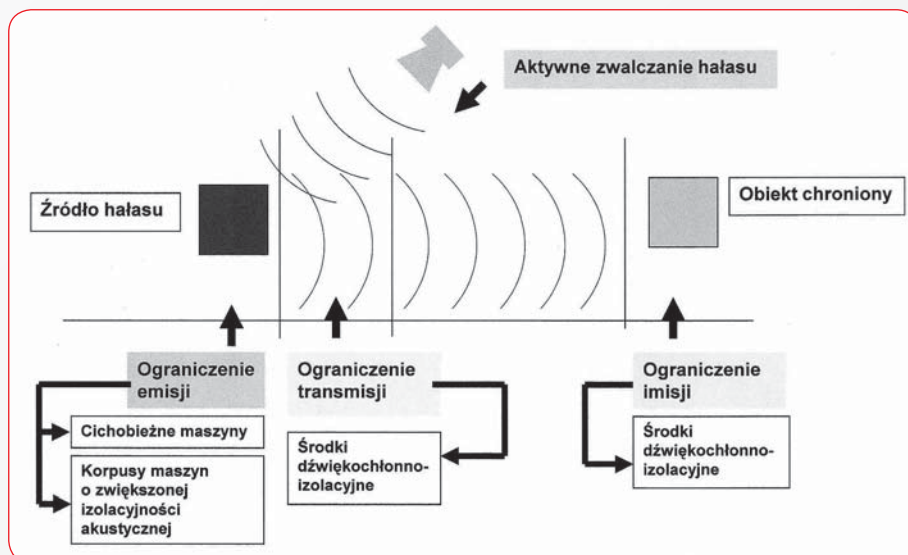 Aktywne zwalczanie hałasu
Źródło hałasu
Obiekt chroniony
Ograniczenie
emisji
Cichobieżne maszyny
Korpusy maszyn
o zwiększonej
izolacyjności
akustycznej
Ograniczenie
transmisji
Środki
dźwiękochłonno-
izolacyjne
Ograniczenie
imisji
Środki
dźwiękochłonno-
izolacyjne